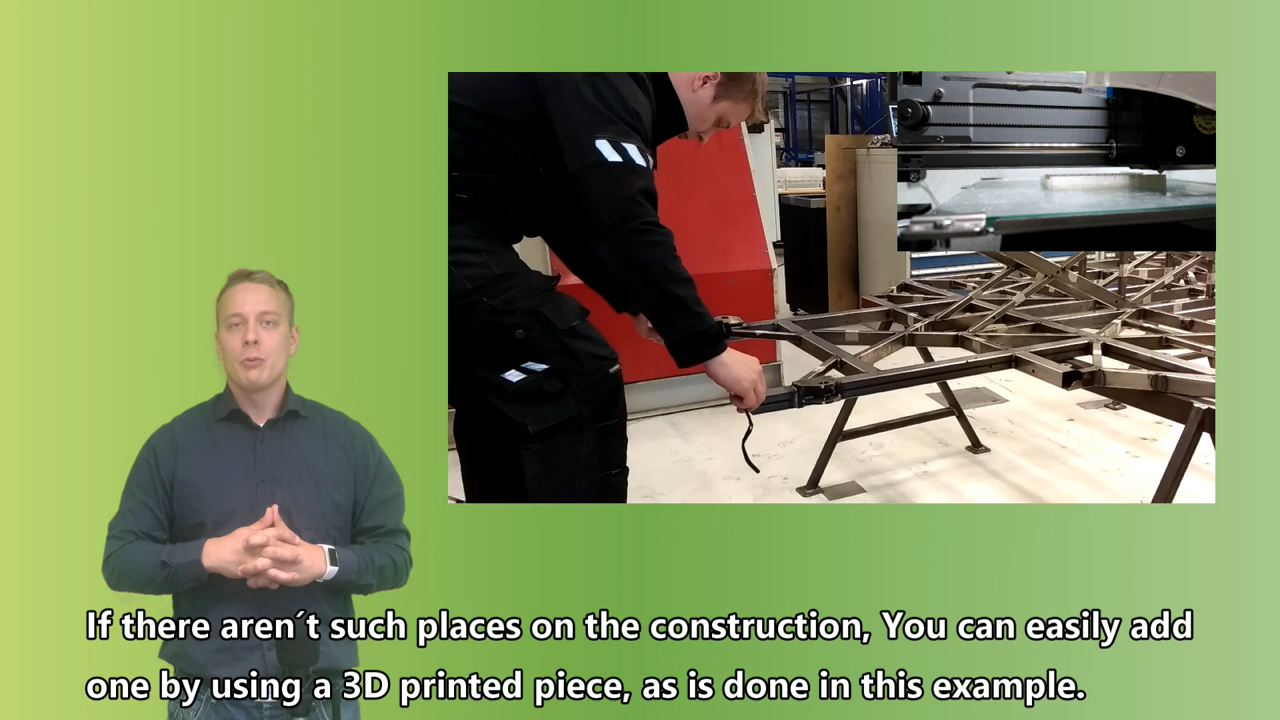 If there aren´t such places on the construction, You can easily add
one by using a 3D printed piece, as is done in this example.